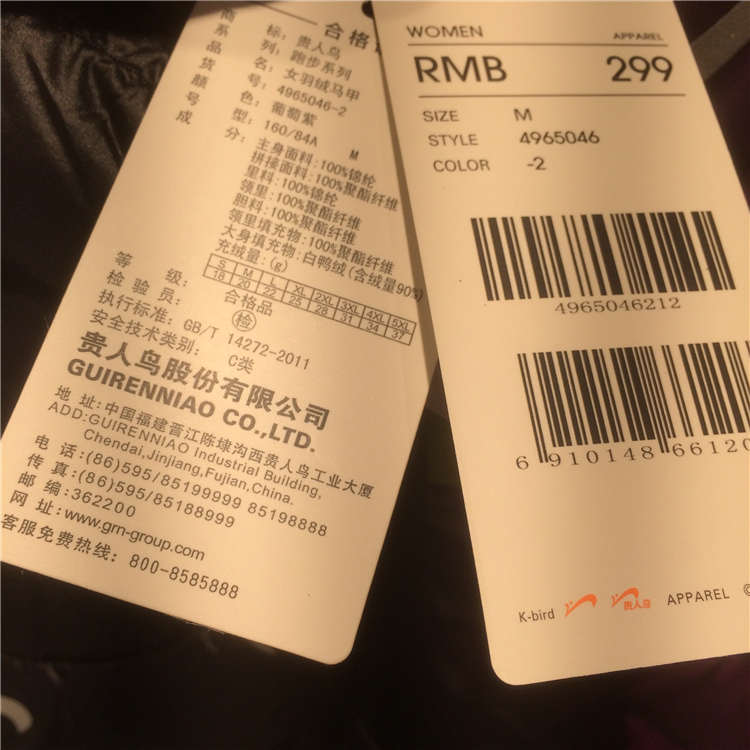 合格
商 标: 贵人鸟
系 列: 跑步系列
品 名: 女羽绒马甲
货 号: 4965046-2
颜 色: 葡萄紫
号 型: 160/84A M
成 分: 主身面料:100%锦纶
拼接面料:100%聚酯纤维
里料:100%锦纶
领里:100%聚酯纤维
胆料:100%聚酯纤维
领里填充物:100%聚酯纤维
大身填充物:白鸭绒(含绒量90%)
充绒量:(g)
S M L XL 2XL 3XL 4XL 5XL
18 20 22 25 28 31 34 37
等 级: 合格品
检 验 员: 检
执行标准: GB/T 14272-2011
安全技术类别: C类
贵人鸟股份有限公司
GUIRENNIAO CO.,LTD.
地 址:中国福建晋江陈埭沟西贵人鸟工业大厦
ADD:GUIRENNIAO Industrial Building,
Chendai,Jinjiang,Fujian,China.
电 话:(86)595/85199999 85198888
传 真:(86)595/85188999
邮 编:362200
网 址:www.grn-group.com
客服免费热线: 800-8585888
WOMEN APPAREL
RMB 299
SIZE M
STYLE 4965046
COLOR -2
4965046212
6 910148 66120
K-bird 贵人鸟 APPAREL ©